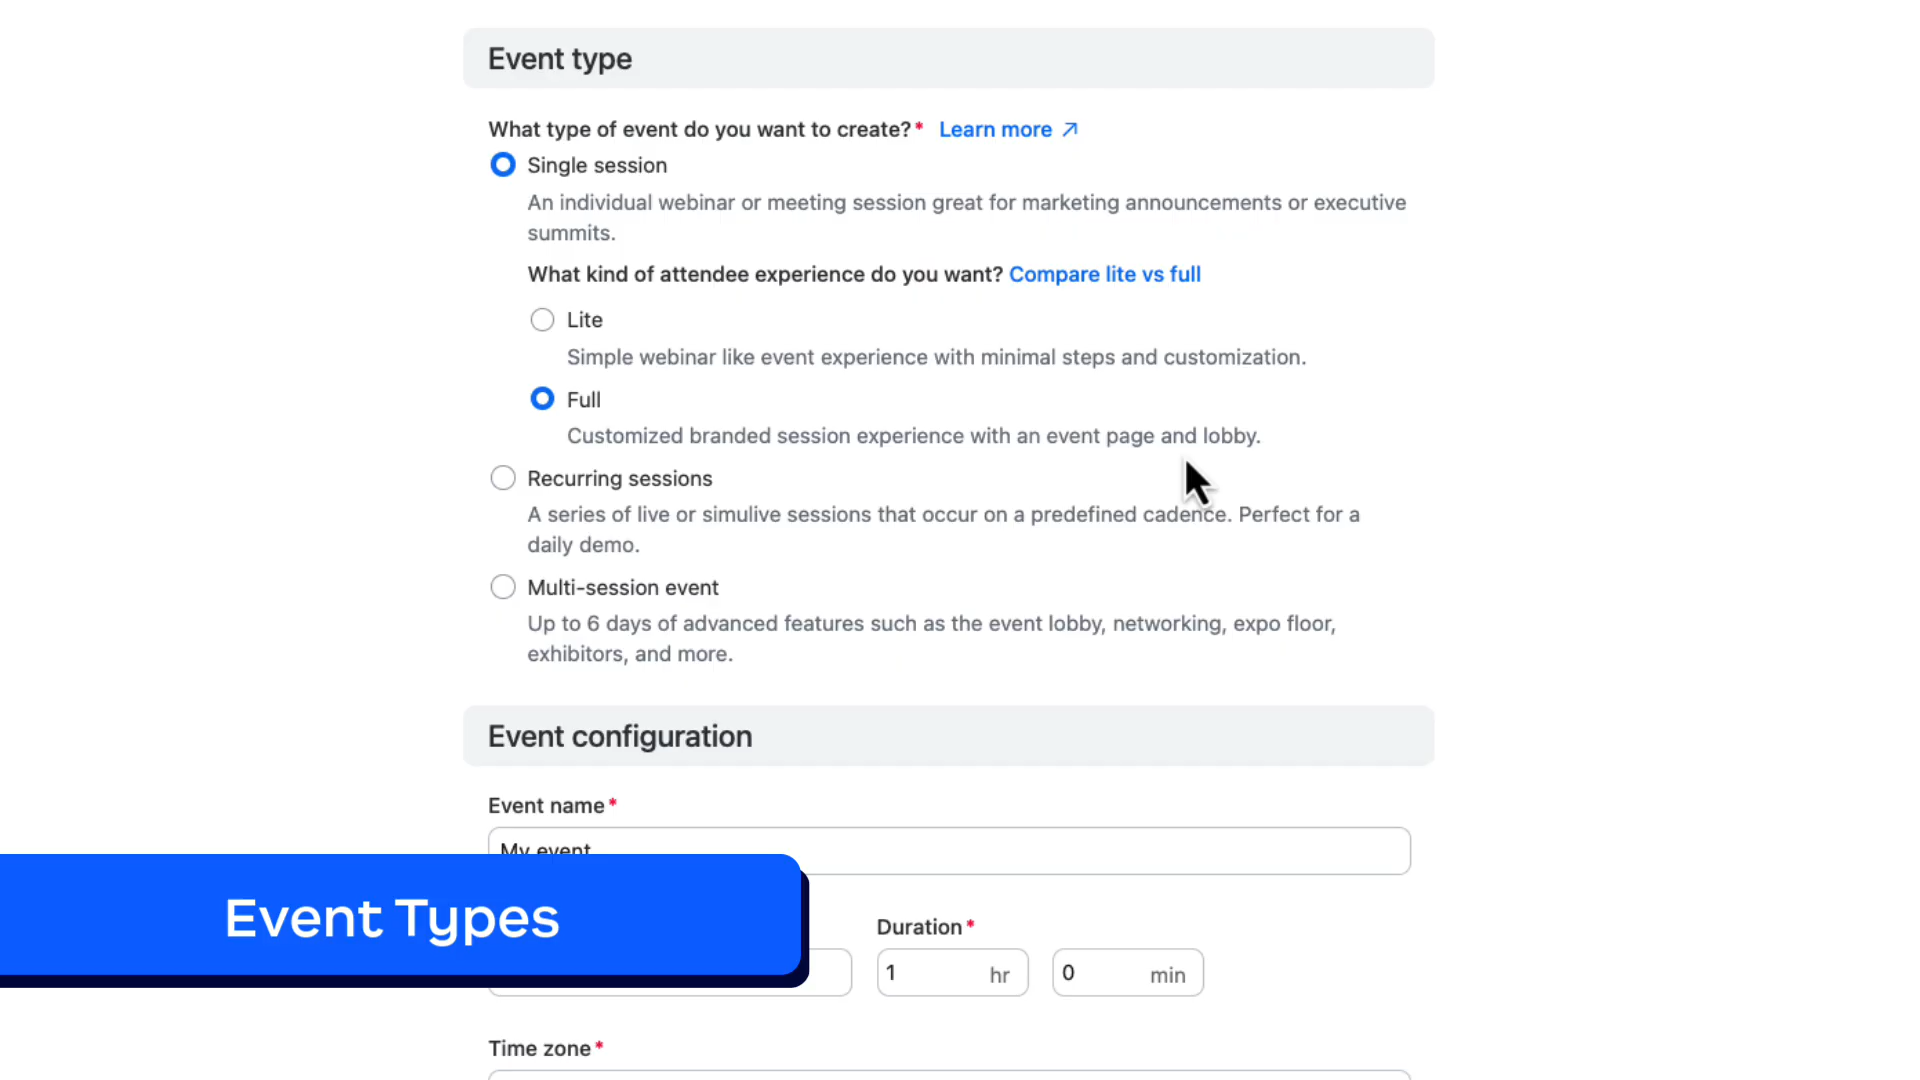 Event type
What type of event do you want to create?* Learn more ↗
Single session
An individual webinar or meeting session great for marketing announcements or executive
summits.
What kind of attendee experience do you want? Compare lite vs full
Lite
Simple webinar like event experience with minimal steps and customization.
Full
Customized branded session experience with an event page and lobby.
Recurring sessions
A series of live or simulive sessions that occur on a predefined cadence. Perfect for a
daily demo.
Multi-session event
Up to 6 days of advanced features such as the event lobby, networking, expo floor,
exhibitors, and more.
Event configuration
Event name*
My event
Event Types
Duration*
1 hr 0 min
Time zone*